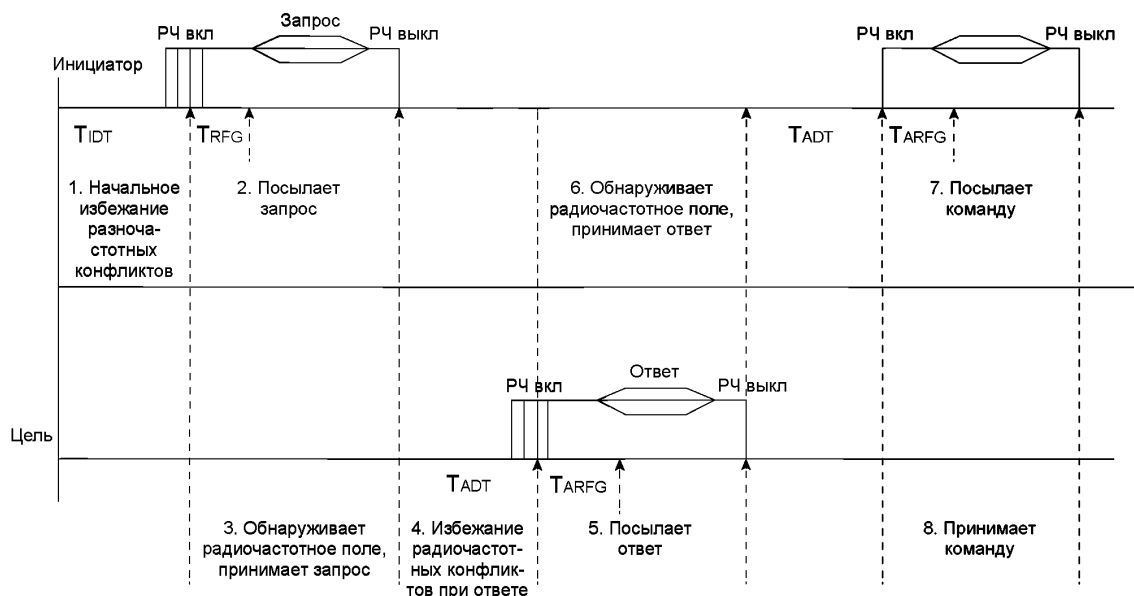 РЧ вкл
Запрос
РЧ выкл
РЧ вкл
РЧ выкл
Инициатор
TIDT
TRFG
TADT
TARFG
1. Начальное
избежание
разноча-
стотных
конфликтов
2. Посылает
запрос
6. Обнаруживает
радиочастотное поле,
принимает ответ
7. Посылает
команду
РЧ вкл
Ответ
РЧ выкл
Цель
TADT
TARFG
3. Обнаруживает
радиочастотное поле,
принимает запрос
4. Избежание
радиочастот-
ных конфлик-
тов при ответе
5. Посылает
ответ
8. Принимает
команду